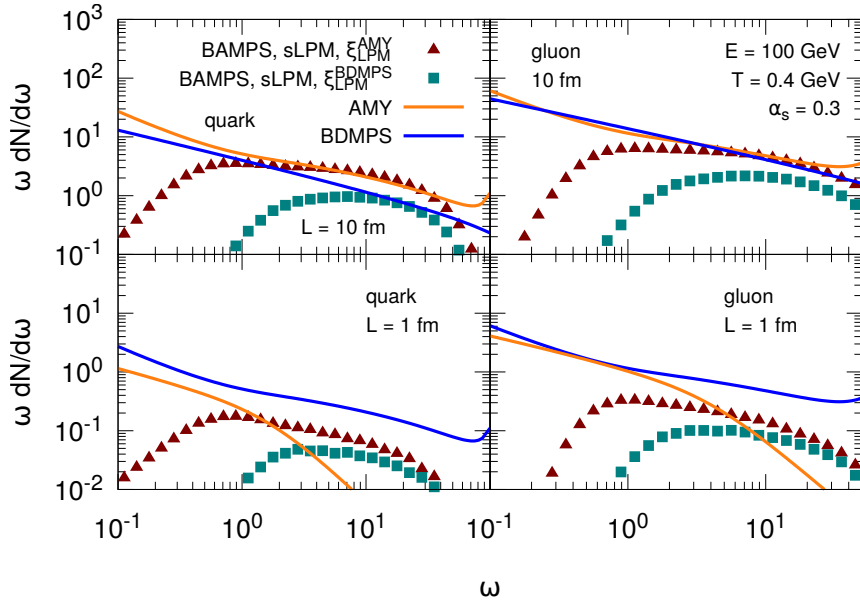 BAMPS, sLPM, ξ_LPM^AMY
BAMPS, sLPM, ξ_LPM^BDMPS
AMY
BDMPS
quark
L = 10 fm
10^3
10^2
10^1
10^0
10^-1
ω dN/dω
gluon
10 fm
E = 100 GeV
T = 0.4 GeV
α_s = 0.3
quark
L = 1 fm
10^1
10^0
10^-1
10^-2
ω dN/dω
gluon
L = 1 fm
10^-1
10^0
10^1
10^2
10^-1
10^0
10^1
ω